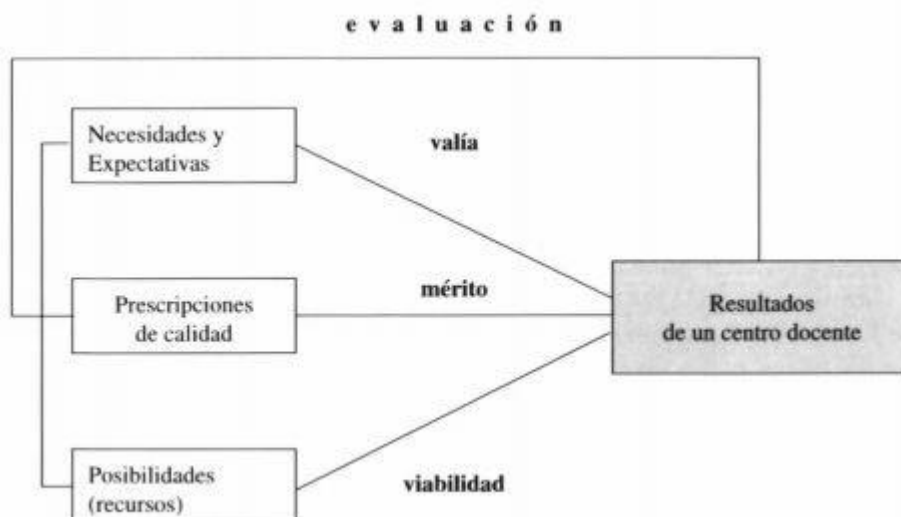 e v a l u a c i ó n
Necesidades y
Expectativas
valía
Prescripciones
de calidad
mérito
Resultados
de un centro docente
Posibilidades
(recursos)
viabilidad